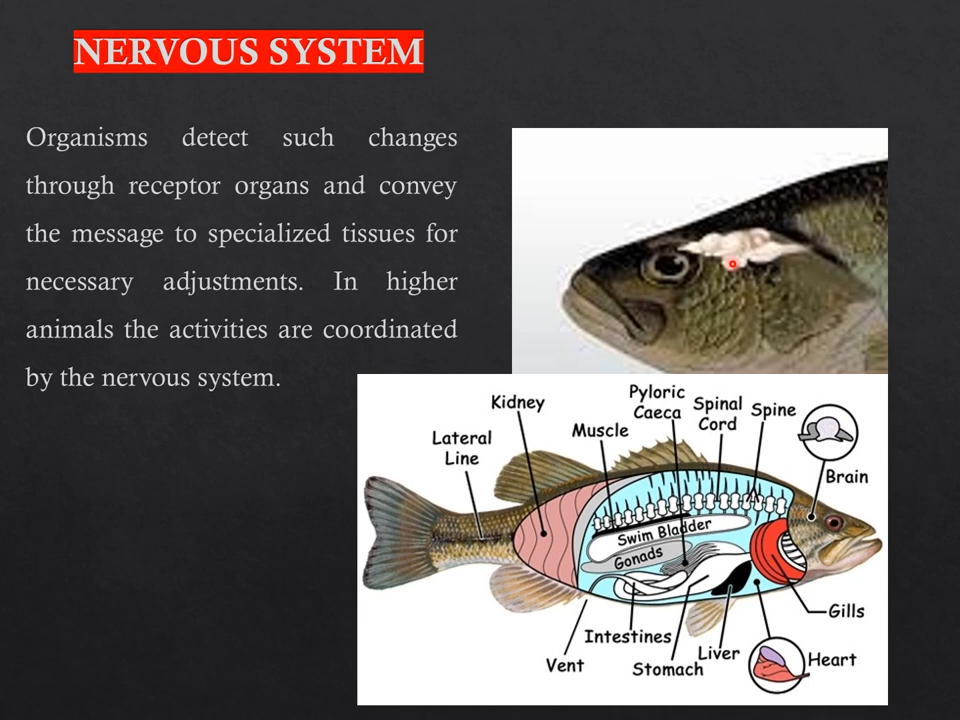 NERVOUS SYSTEM
Organisms detect such changes
through receptor organs and convey
the message to specialized tissues for
necessary adjustments. In higher
animals the activities are coordinated
by the nervous system.
Kidney
Pyloric
Caeca
Spinal
Cord
Spine
Muscle
Lateral
Line
Brain
Swim Bladder
Gonads
Gills
Intestines
Vent
Stomach
Liver
Heart